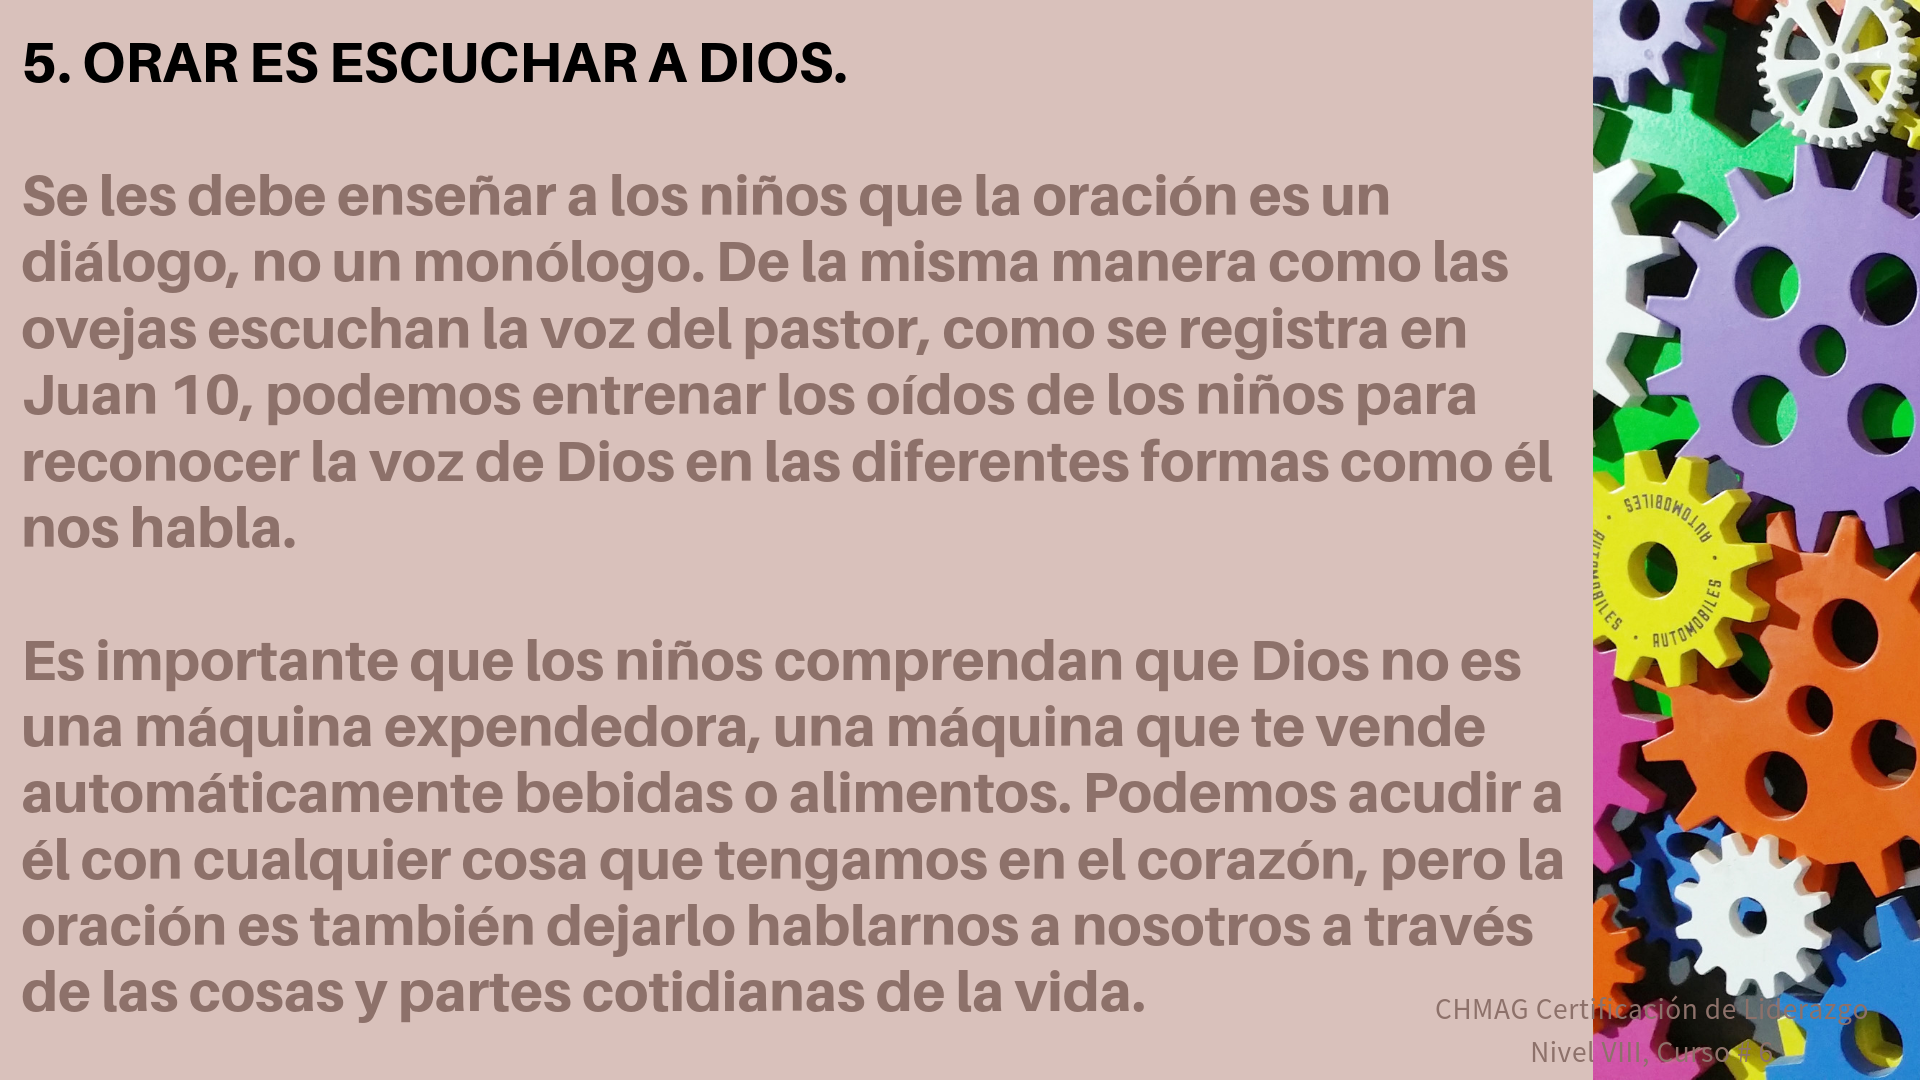 5. ORAR ES ESCUCHAR A DIOS.
Se les debe enseñar a los niños que la oración es un
diálogo, no un monólogo. De la misma manera como las
ovejas escuchan la voz del pastor, como se registra en
Juan 10, podemos entrenar los oídos de los niños para
reconocer la voz de Dios en las diferentes formas como él
nos habla.
Es importante que los niños comprendan que Dios no es
una máquina expendedora, una máquina que te vende
automáticamente bebidas o alimentos. Podemos acudir a
él con cualquier cosa que tengamos en el corazón, pero la
oración es también dejarlo hablarnos a nosotros a través
de las cosas y partes cotidianas de la vida.
AUTOMOBILES • AUTOMOBILES • AUTOMOBILES •
CHMAG Certificación de Liderazgo
Nivel VIII, Curso # 6